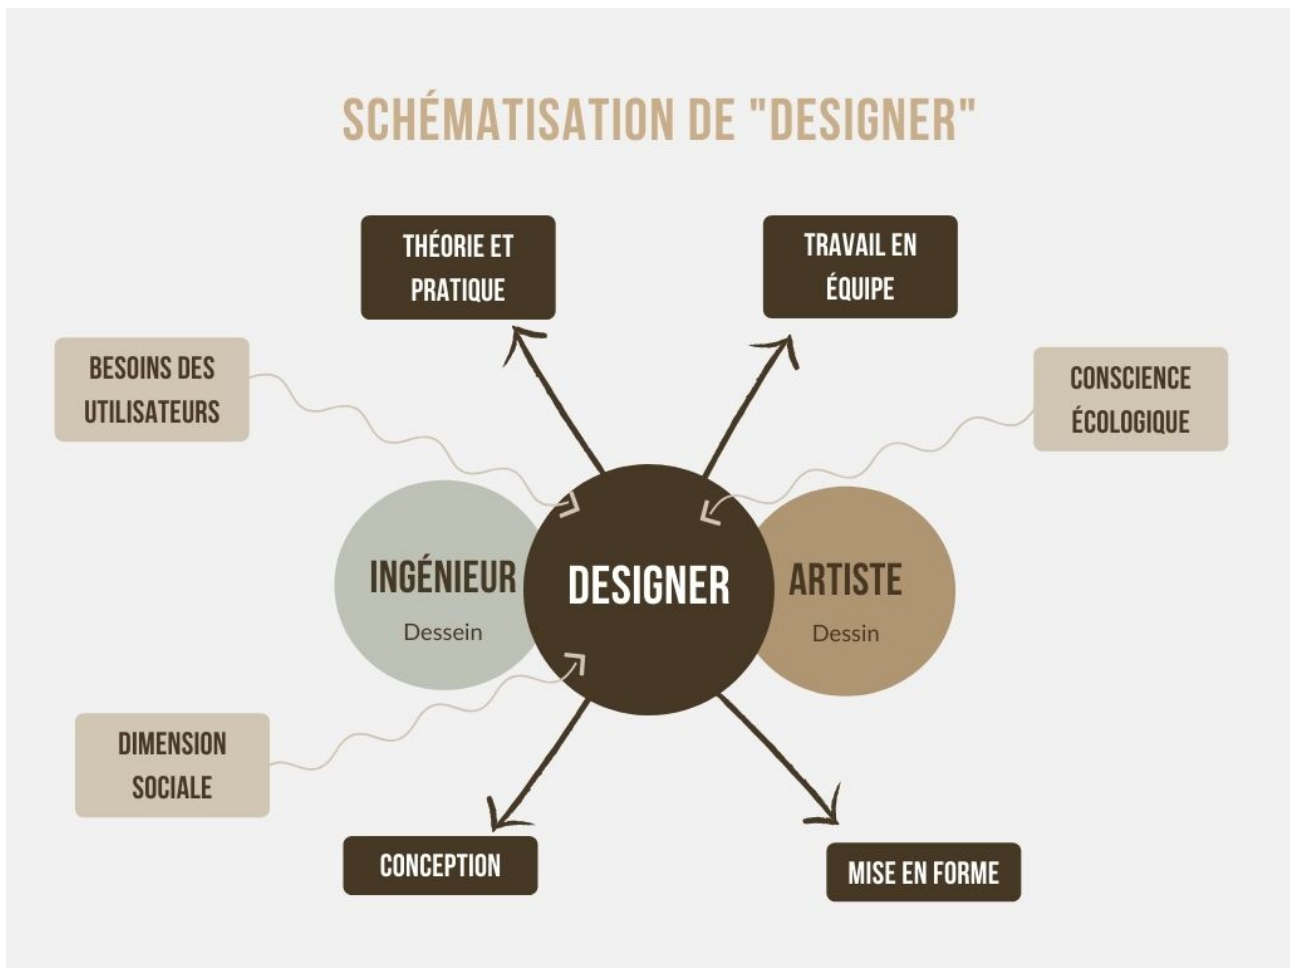 SCHÉMATISATION DE "DESIGNER"
THÉORIE ET
PRATIQUE
TRAVAIL EN
ÉQUIPE
BESOINS DES
UTILISATEURS
CONSCIENCE
ÉCOLOGIQUE
INGÉNIEUR
Dessein
DESIGNER
ARTISTE
Dessin
DIMENSION
SOCIALE
CONCEPTION
MISE EN FORME